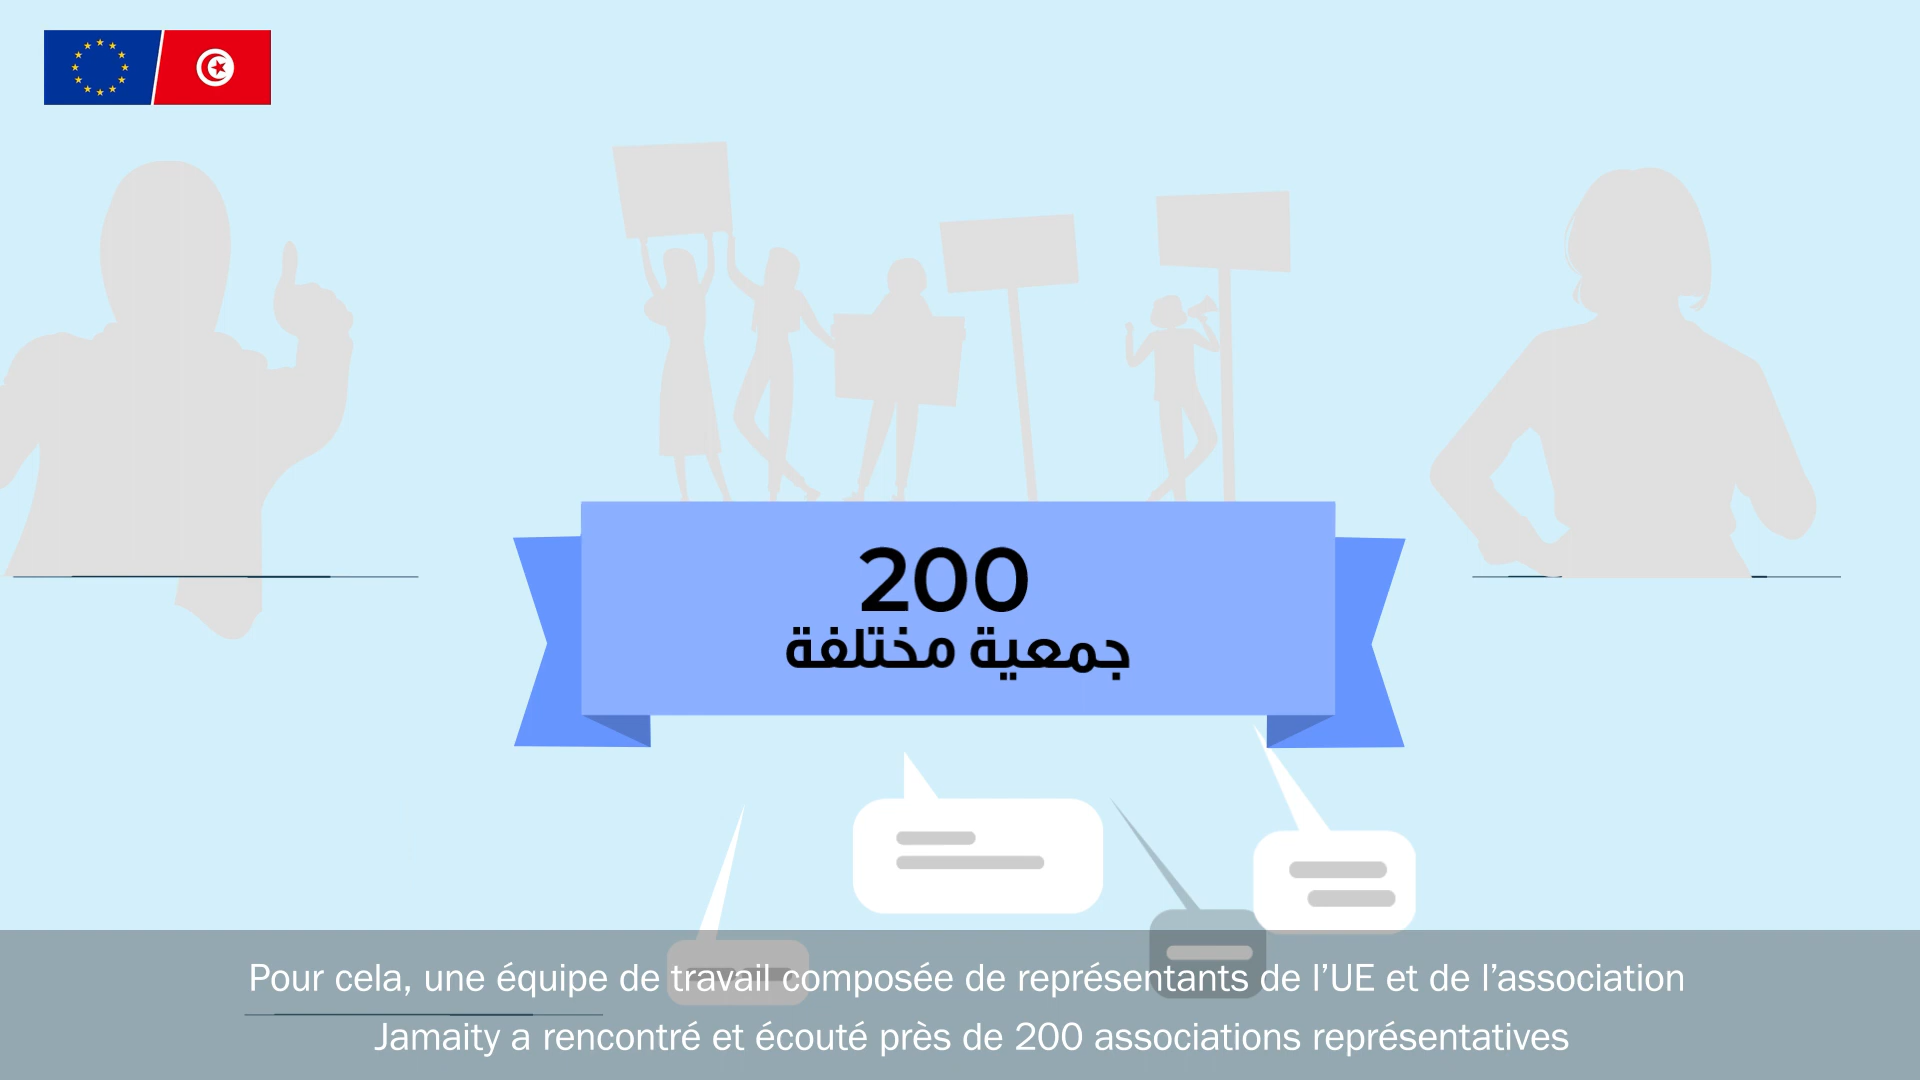 200
جمعية مختلفة
Pour cela, une équipe de travail composée de représentants de l’UE et de l’association
Jamaity a rencontré et écouté près de 200 associations représentatives